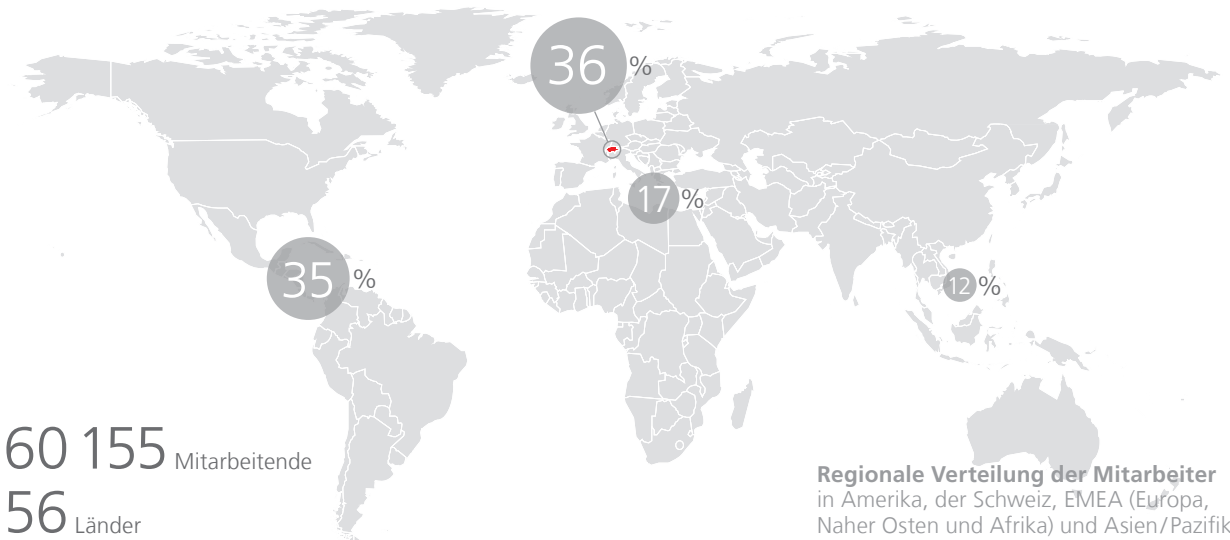 36 %
17 %
35 %
12 %
60 155 Mitarbeitende
56 Länder
Regionale Verteilung der Mitarbeiter
in Amerika, der Schweiz, EMEA (Europa,
Naher Osten und Afrika) und Asien/Pazifik